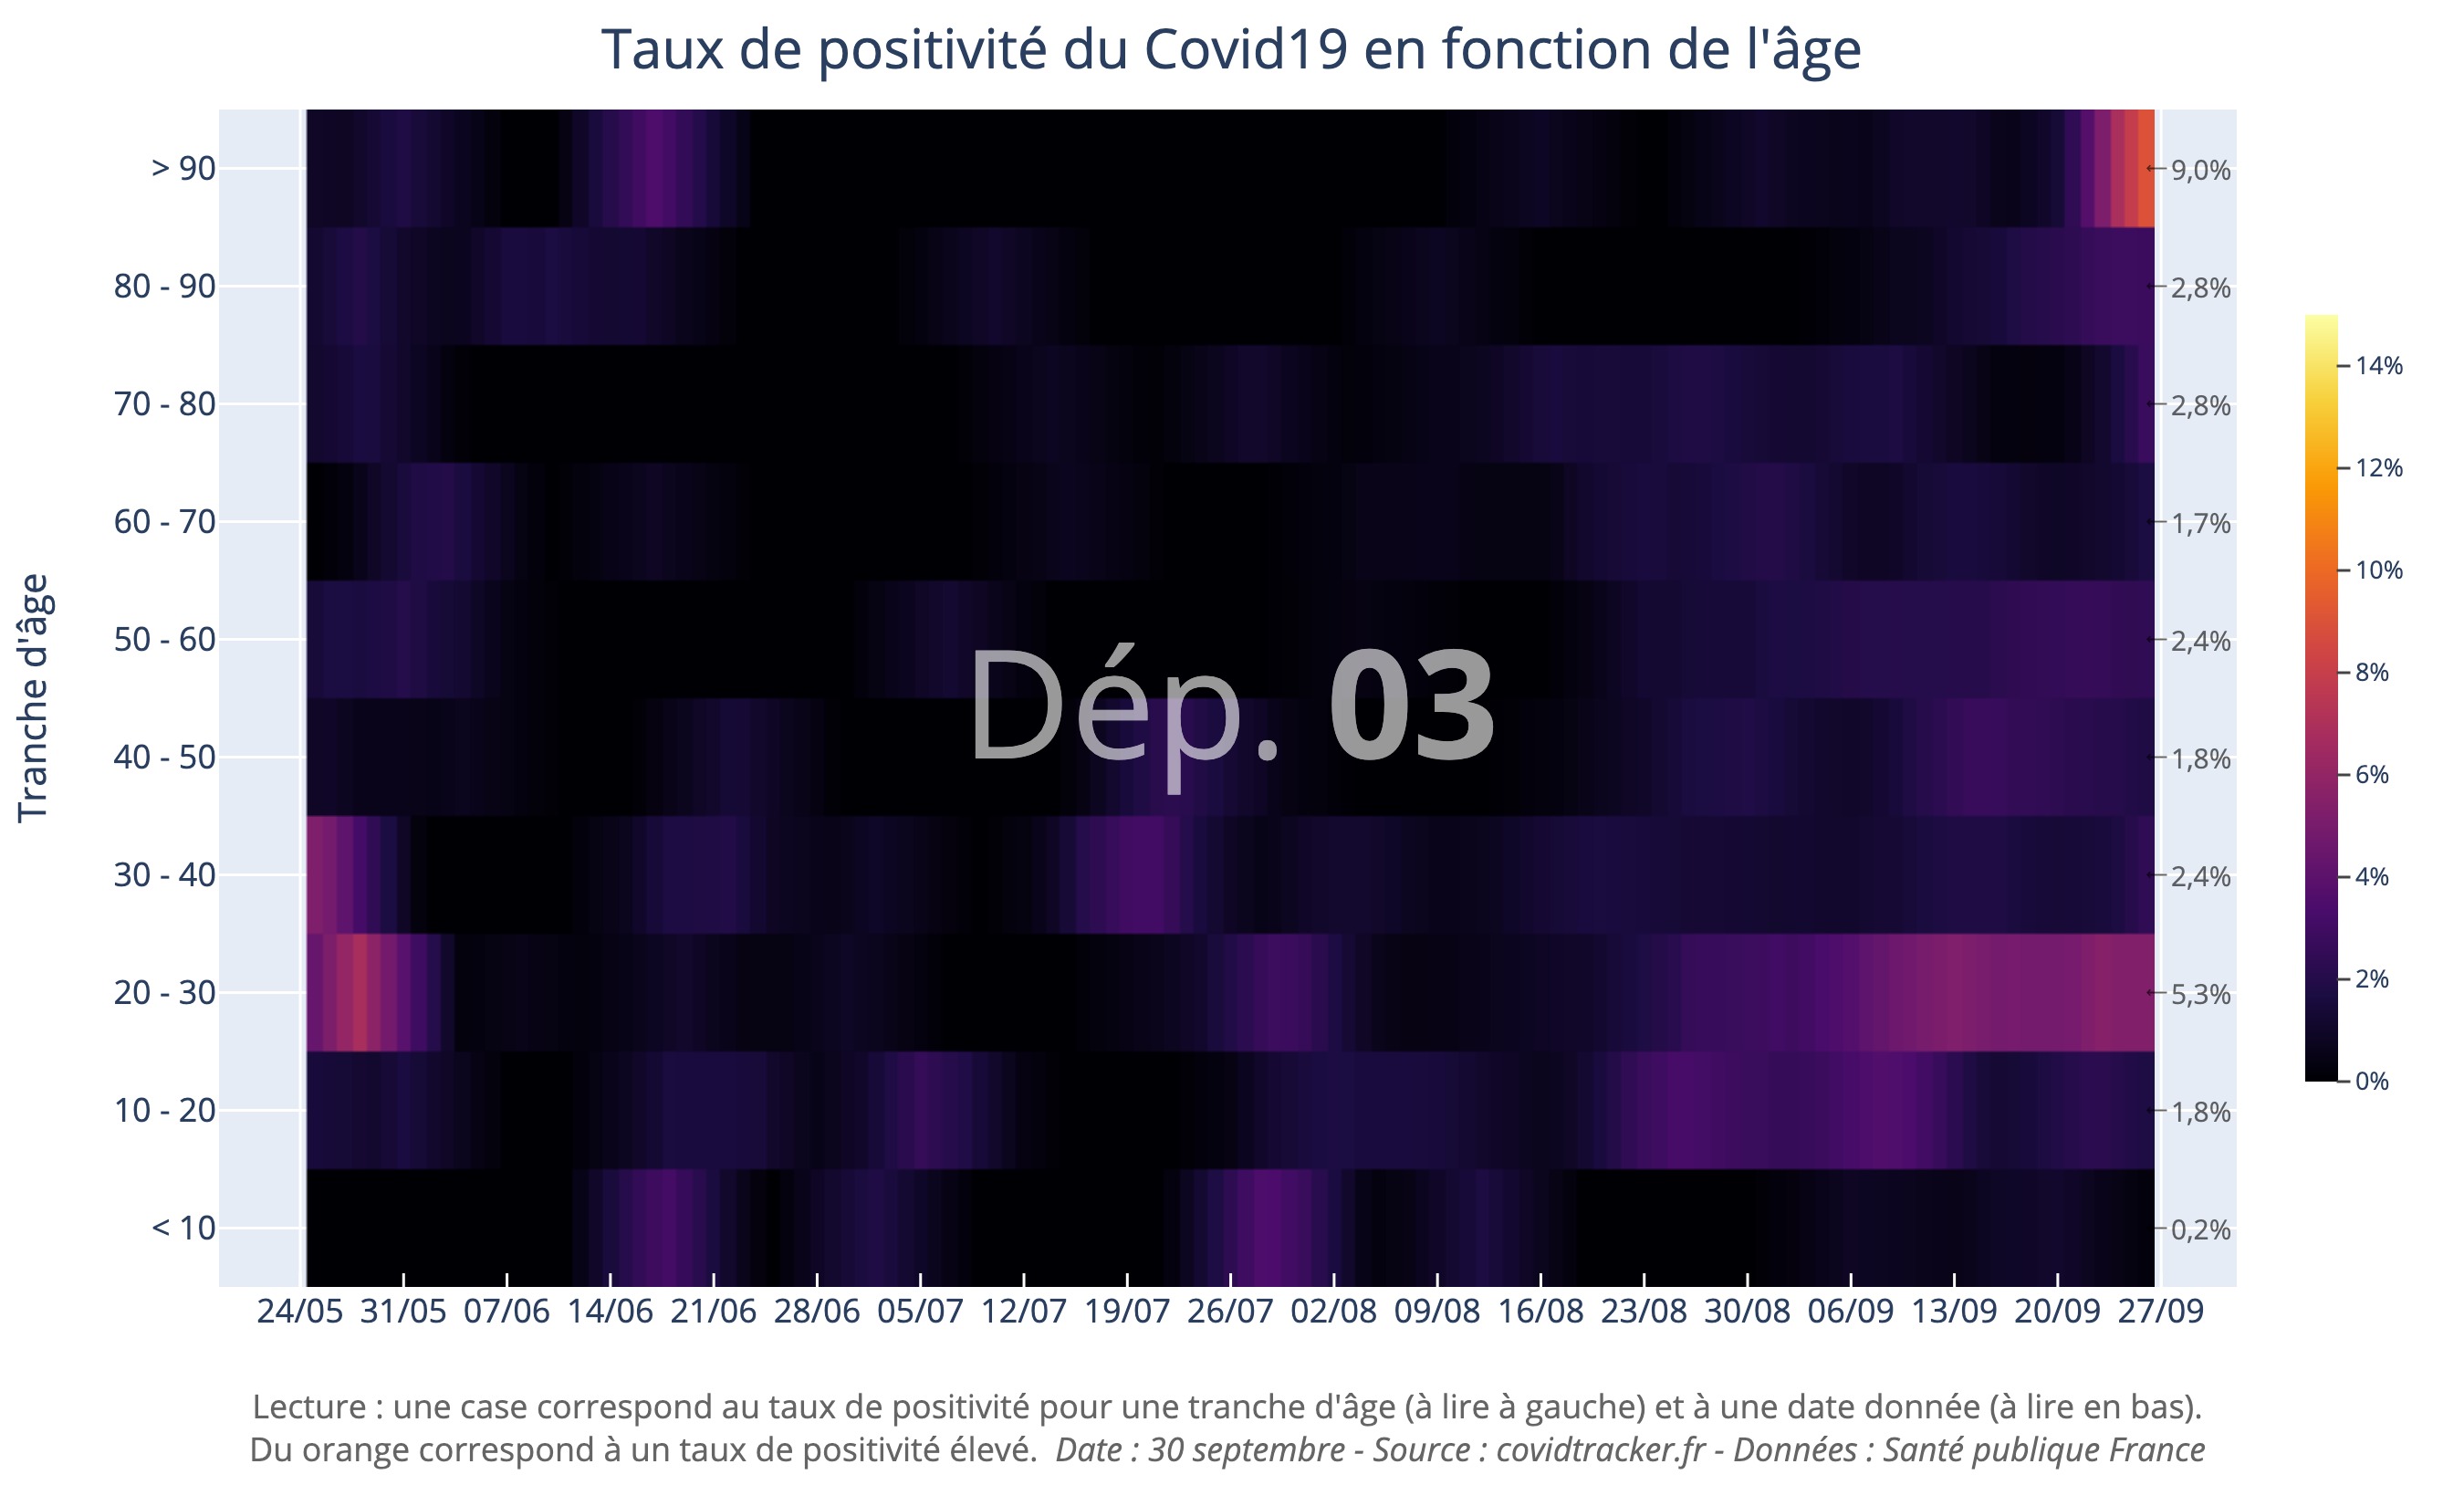 Taux de positivité du Covid19 en fonction de l'âge
Tranche d'âge
> 90
80 - 90
70 - 80
60 - 70
50 - 60
40 - 50
30 - 40
20 - 30
10 - 20
< 10
Dép. 03
9,0%
2,8%
2,8%
1,7%
2,4%
1,8%
2,4%
5,3%
1,8%
0,2%
14%
12%
10%
8%
6%
4%
2%
0%
24/05 31/05 07/06 14/06 21/06 28/06 05/07 12/07 19/07 26/07 02/08 09/08 16/08 23/08 30/08 06/09 13/09 20/09 27/09
Lecture : une case correspond au taux de positivité pour une tranche d'âge (à lire à gauche) et à une date donnée (à lire en bas).
Du orange correspond à un taux de positivité élevé. Date : 30 septembre - Source : covidtracker.fr - Données : Santé publique France